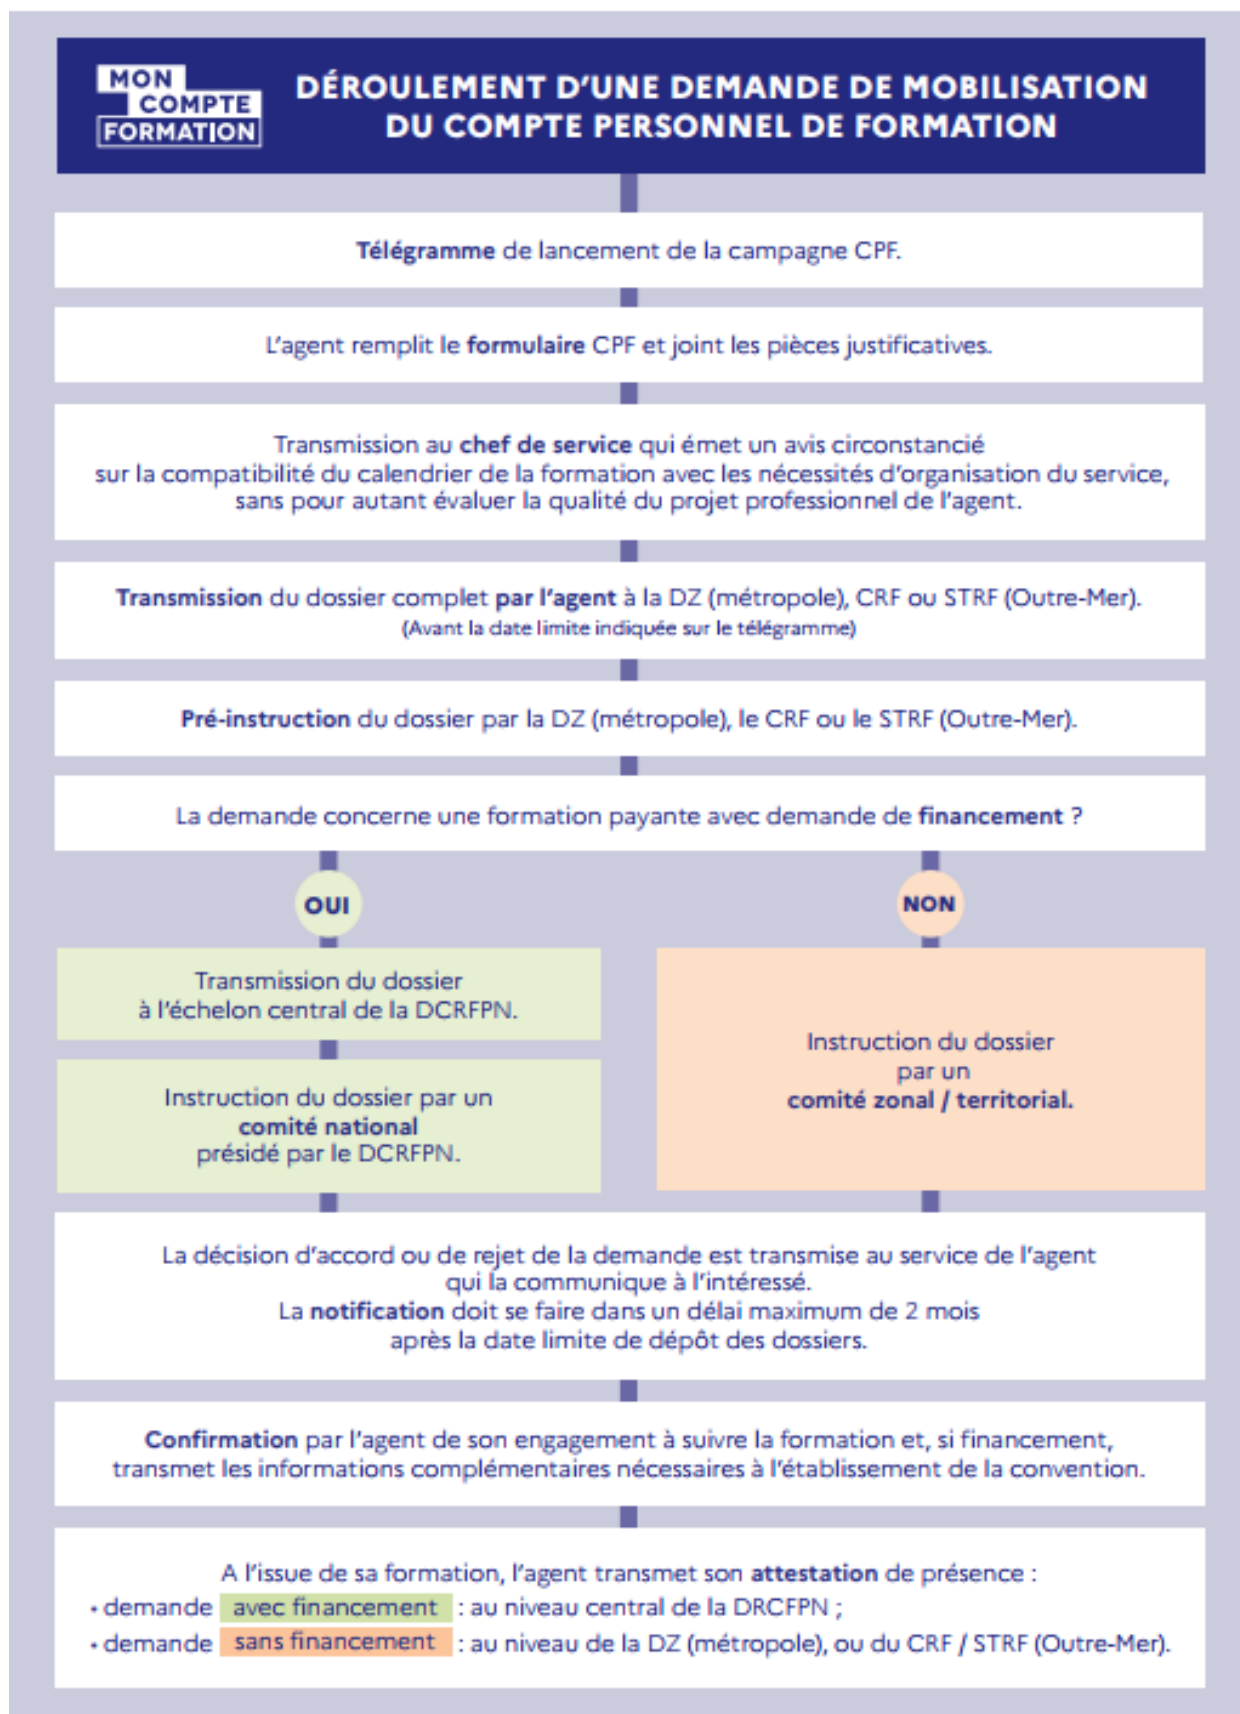 MON
COMPTE
FORMATION
DÉROULEMENT D'UNE DEMANDE DE MOBILISATION
DU COMPTE PERSONNEL DE FORMATION
Télégramme de lancement de la campagne CPF.
L'agent remplit le formulaire CPF et joint les pièces justificatives.
Transmission au chef de service qui émet un avis circonstancié
sur la compatibilité du calendrier de la formation avec les nécessités d'organisation du service,
sans pour autant évaluer la qualité du projet professionnel de l'agent.
Transmission du dossier complet par l'agent à la DZ (métropole), CRF ou STRF (Outre-Mer).
(Avant la date limite indiquée sur le télégramme)
Pré-instruction du dossier par la DZ (métropole), le CRF ou le STRF (Outre-Mer).
La demande concerne une formation payante avec demande de financement ?
OUI
Transmission du dossier
à l'échelon central de la DCRFPN.
Instruction du dossier par un
comité national
présidé par le DCRFPN.
NON
Instruction du dossier
par un
comité zonal / territorial.
La décision d'accord ou de rejet de la demande est transmise au service de l'agent
qui la communique à l'intéressé.
La notification doit se faire dans un délai maximum de 2 mois
après la date limite de dépôt des dossiers.
Confirmation par l'agent de son engagement à suivre la formation et, si financement,
transmet les informations complémentaires nécessaires à l'établissement de la convention.
A l'issue de sa formation, l'agent transmet son attestation de présence :
• demande avec financement : au niveau central de la DRCFPN ;
• demande sans financement : au niveau de la DZ (métropole), ou du CRF / STRF (Outre-Mer).